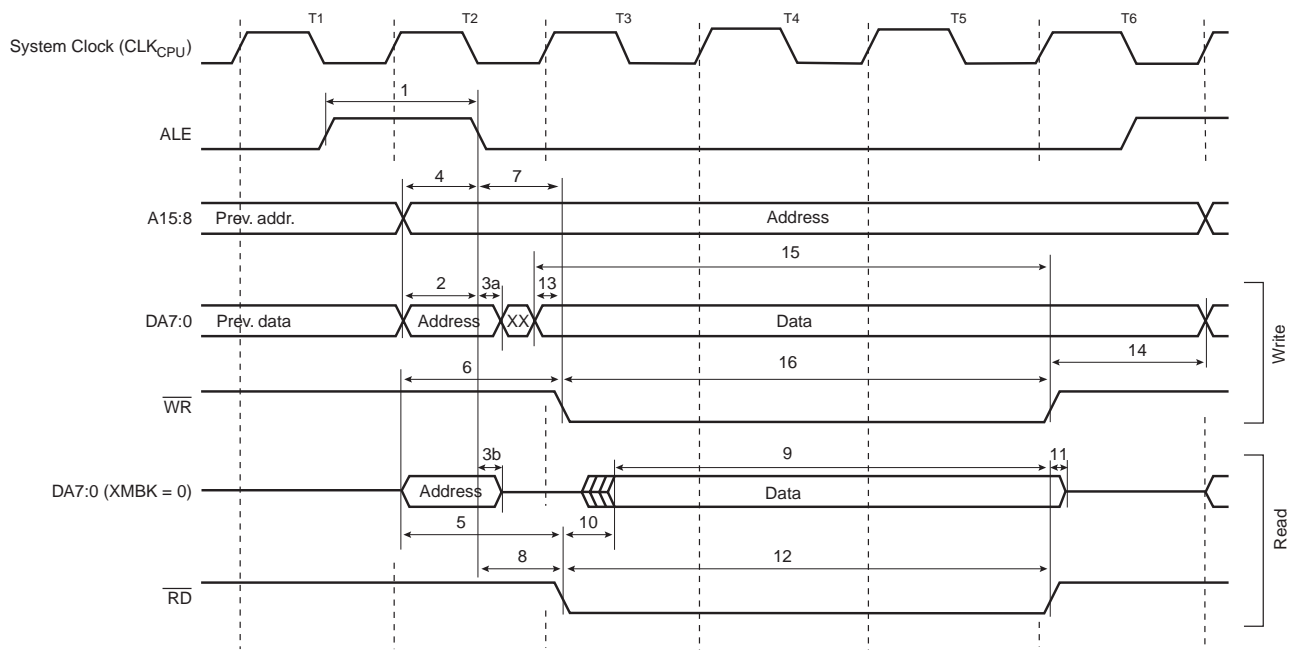 T1 T2 T3 T4 T5 T6
System Clock (CLKCPU)
1
ALE
4 7
A15:8 Prev. addr. Address
15
2 3a 13
DA7:0 Prev. data Address XX Data
14
6 16
WR
Write
3b 9 11
DA7:0 (XMBK = 0) Address Data
5 10
8 12
RD
Read